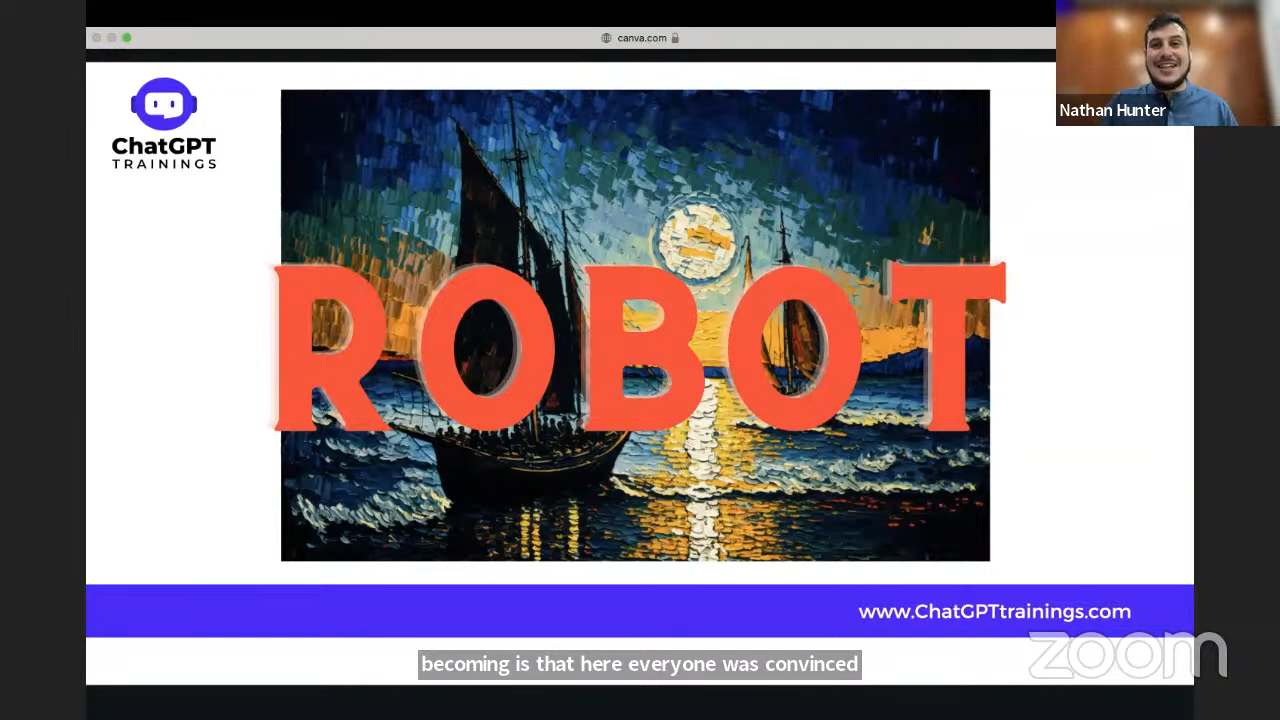 canva.com
Nathan Hunter
ChatGPT
TRAININGS
ROBOT
www.ChatGPTtrainings.com
zoom
becoming is that here everyone was convinced